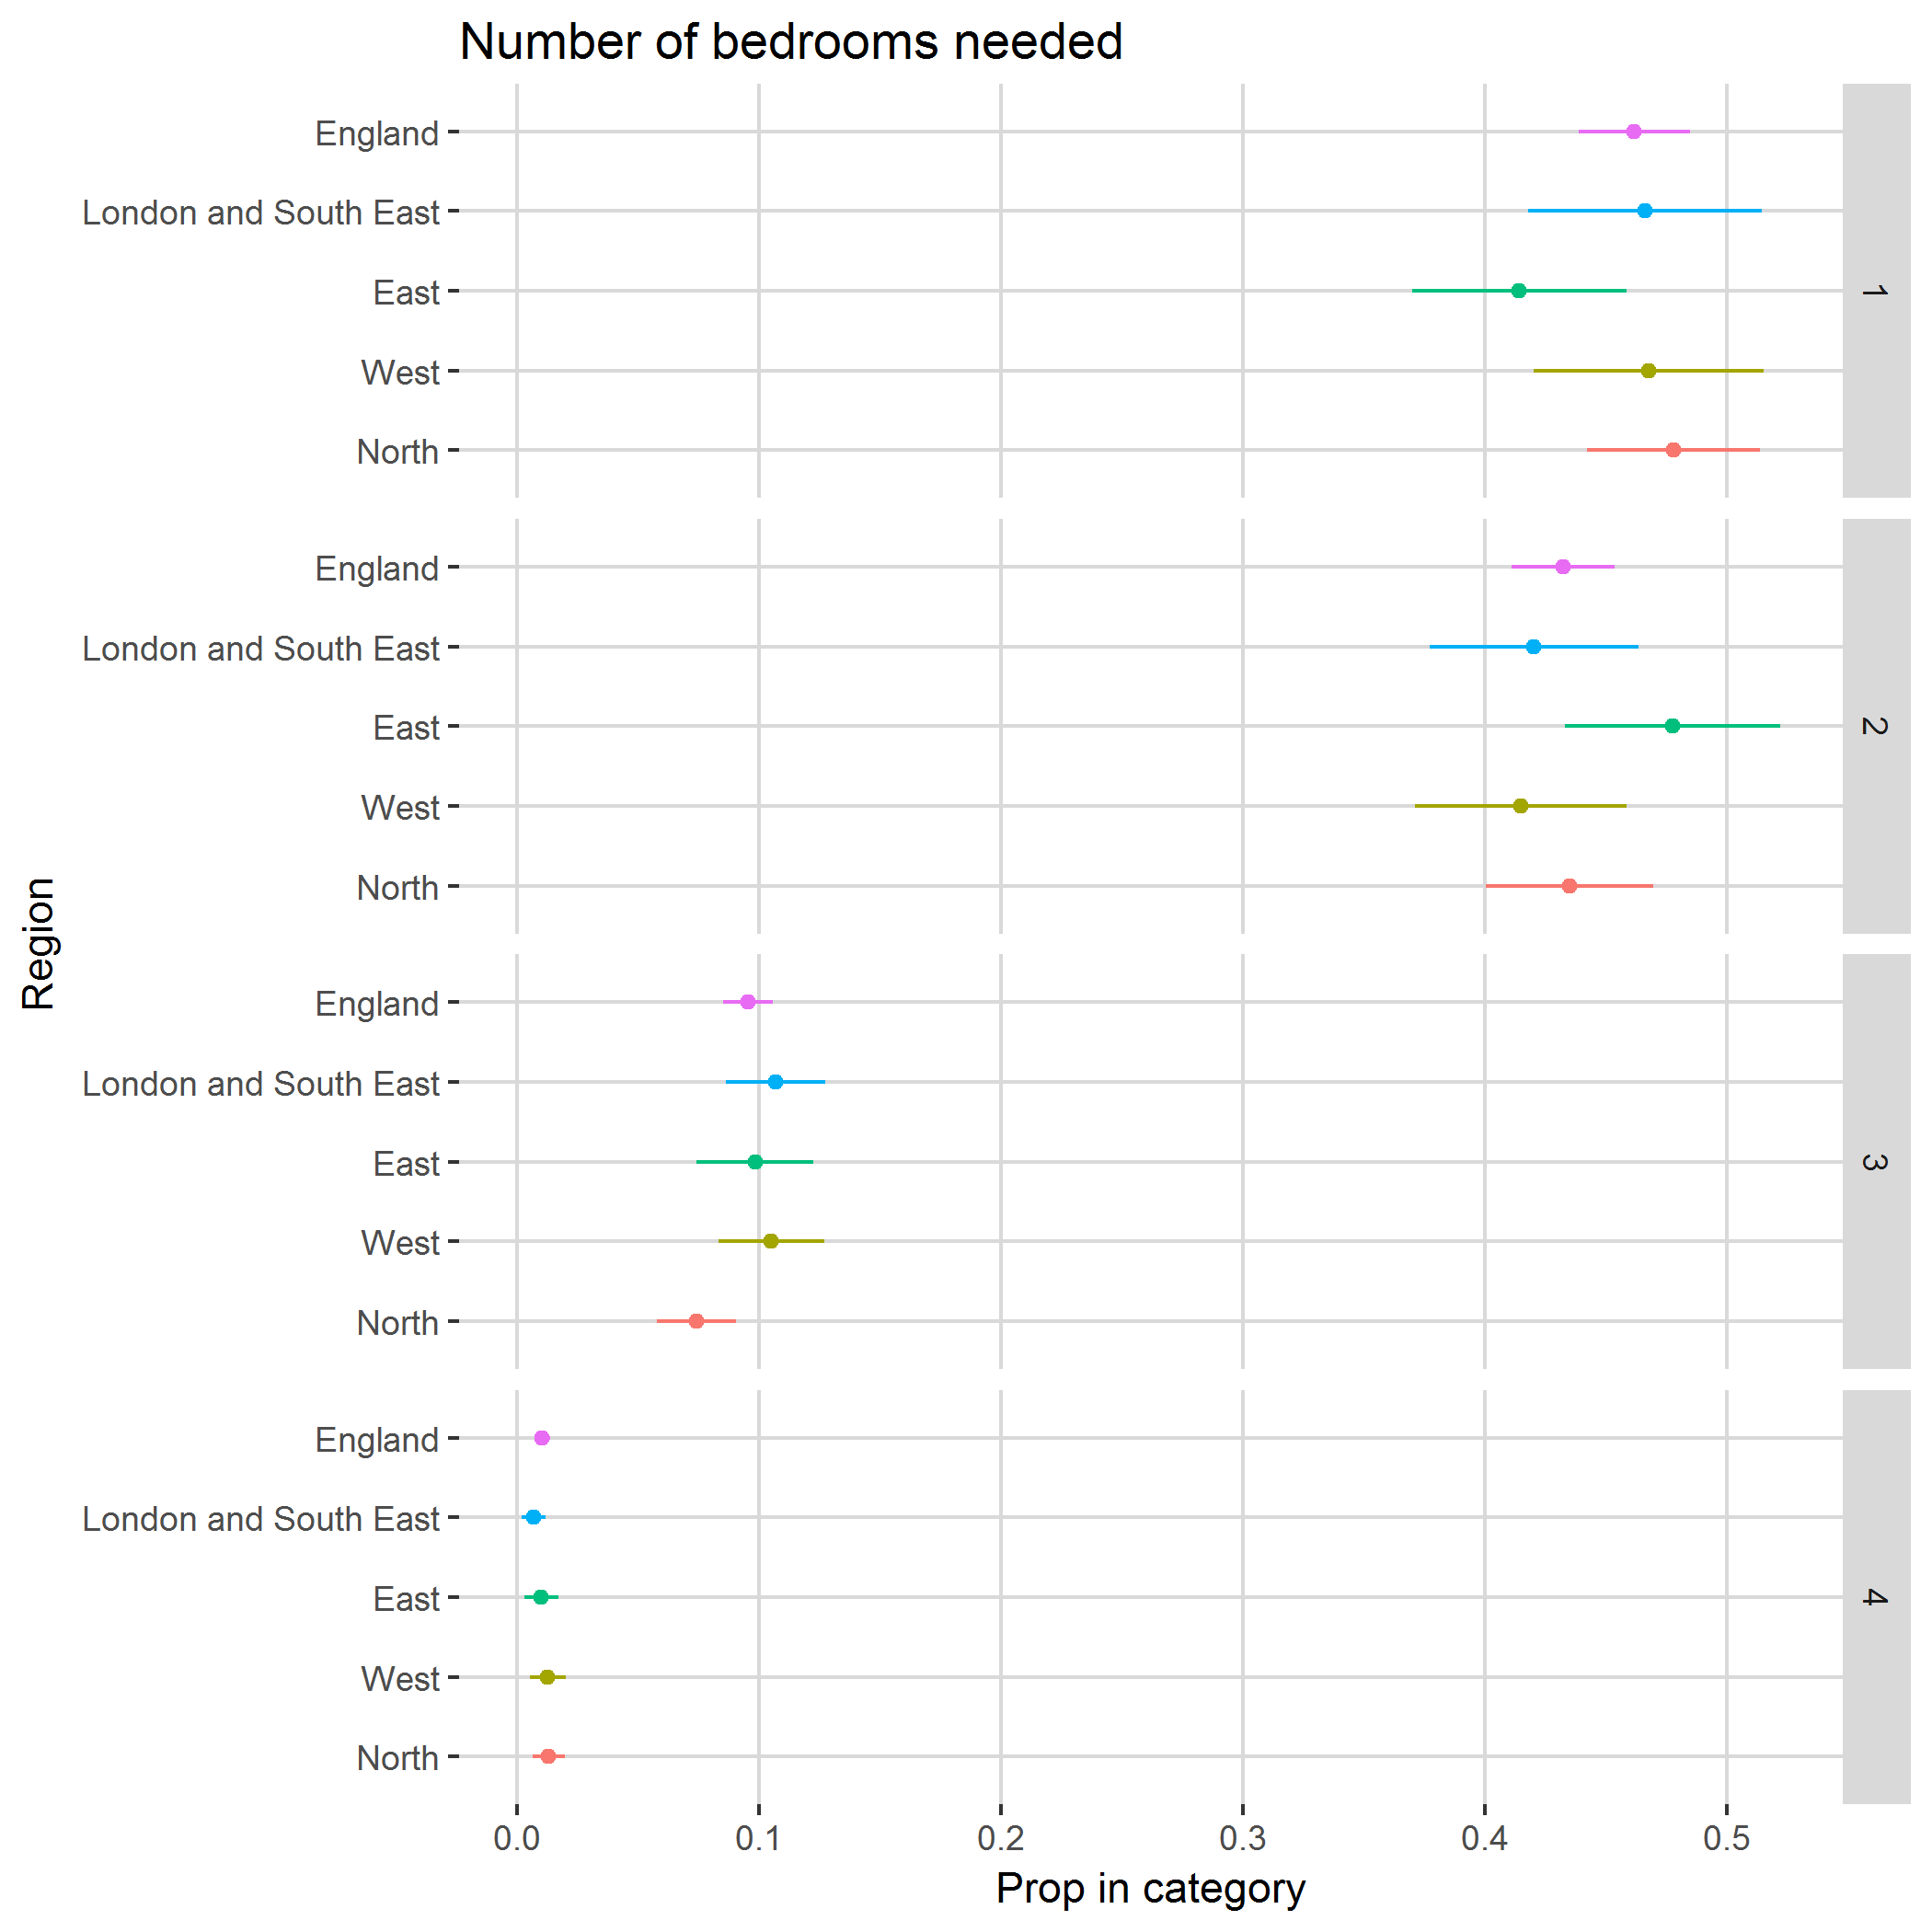 Number of bedrooms needed
England
London and South East
East
West
North
1
England
London and South East
East
West
North
2
England
London and South East
East
West
North
3
England
London and South East
East
West
North
4
Region
0.0 0.1 0.2 0.3 0.4 0.5
Prop in category